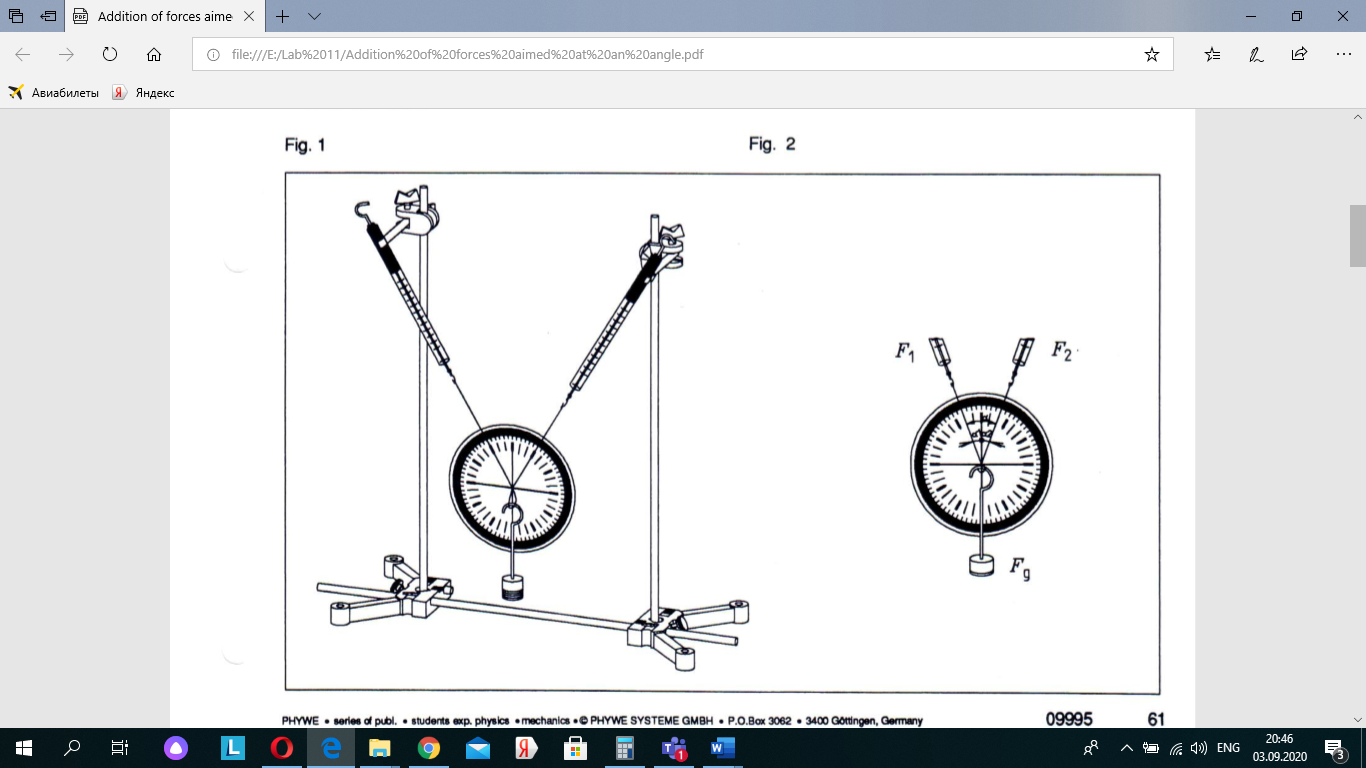 Addition of forces aime
file:///E:/Lab%2011/Addition%20of%20forces%20aimed%20at%20an%20angle.pdf
Авиабилеты
Яндекс
Fig. 1
Fig. 2
F1
F2
Fg
PHYWE • series of publ. • students exp. physics • mechanics • © PHYWE SYSTEME GMBH • P.O.Box 3062 • 3400 Göttingen, Germany
09995
61
ENG
20:46
03.09.2020